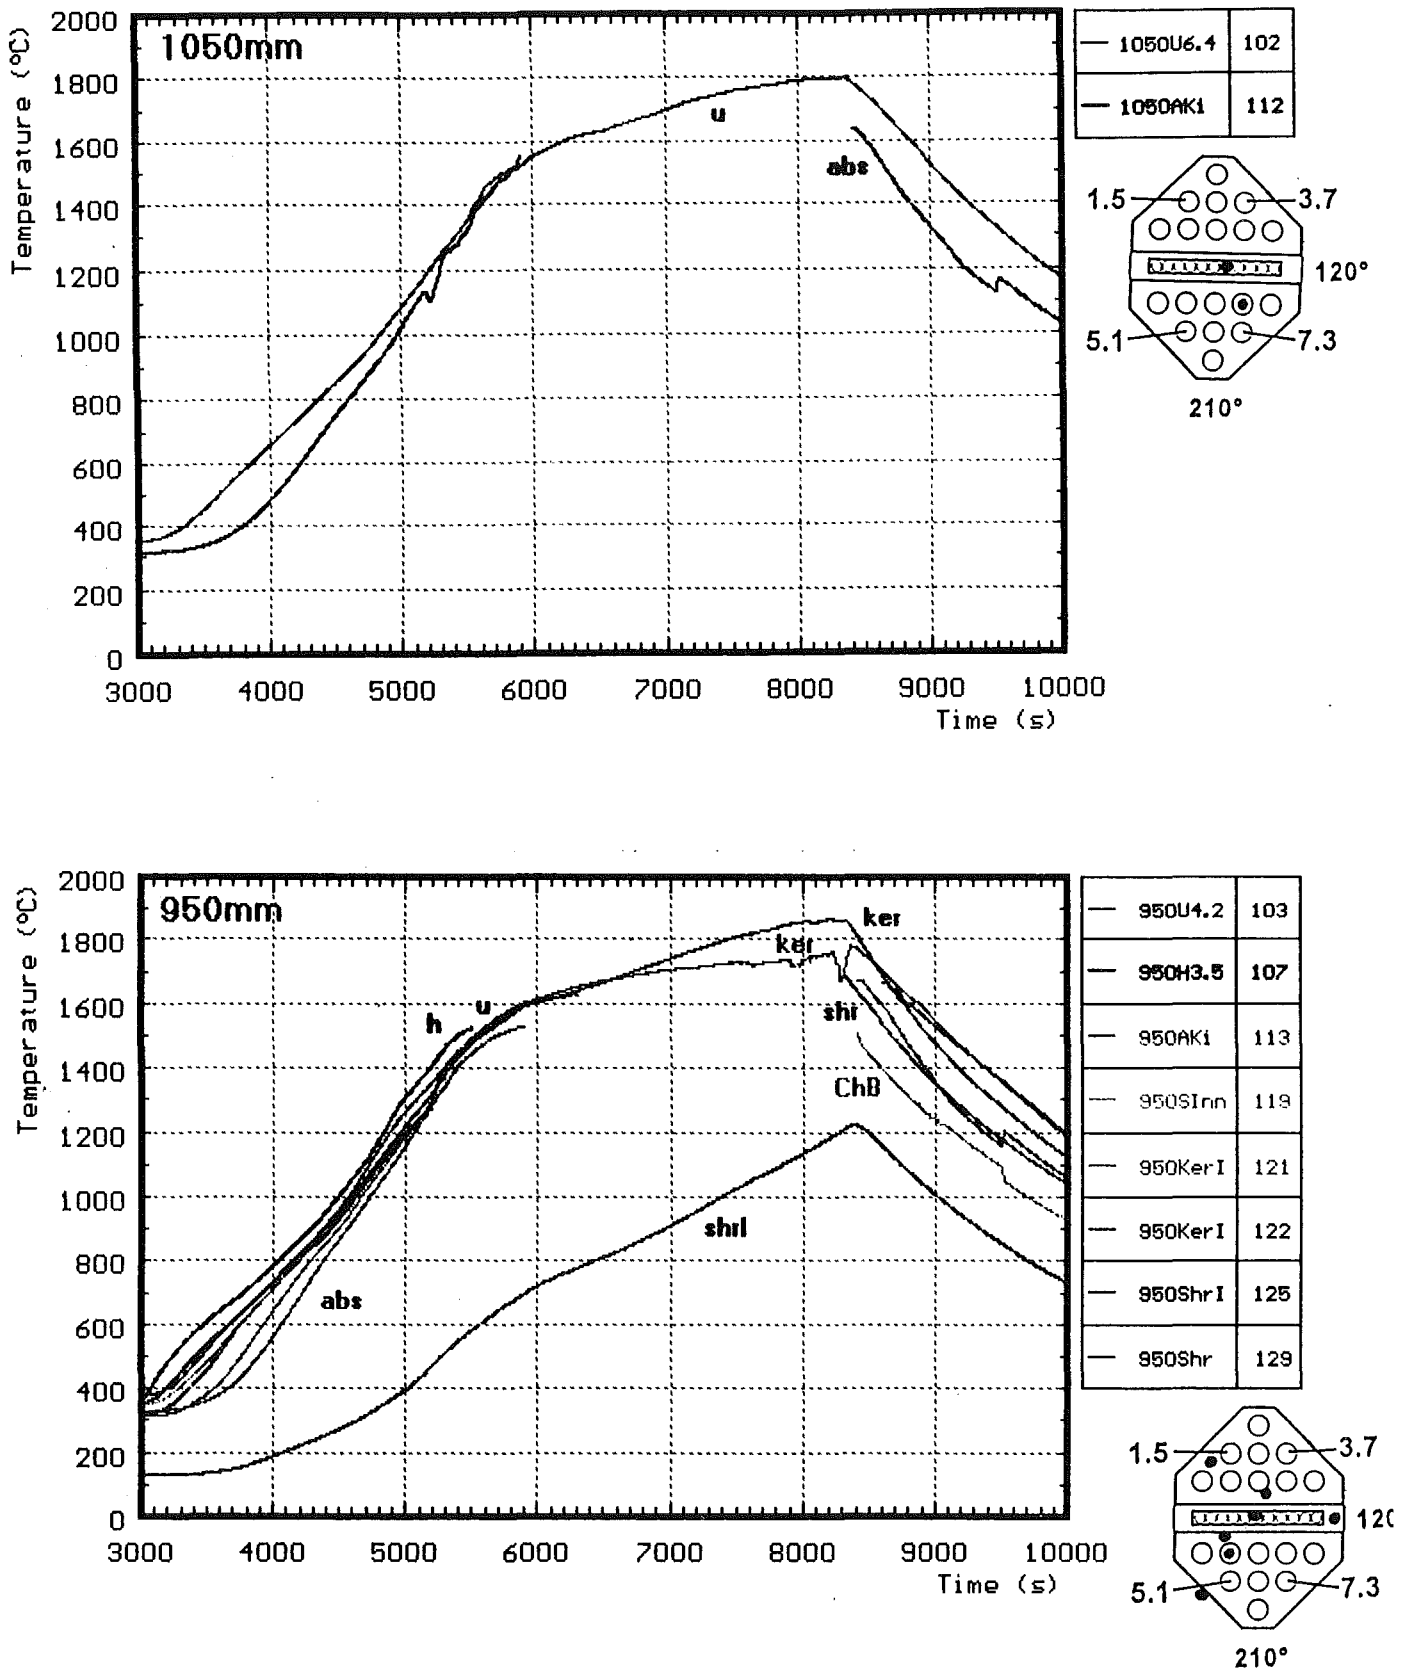 1050mm
Temperature (°C)
2000
1800
1600
1400
1200
1000
800
600
400
200
0
u
abs
3000 4000 5000 6000 7000 8000 9000 10000
Time (s)
1050U6.4 102
1050AKi 112
1.5 3.7
120°
5.1 7.3
210°
950mm
Temperature (°C)
2000
1800
1600
1400
1200
1000
800
600
400
200
0
ker
ker
u
h
shr
ChB
shrI
abs
3000 4000 5000 6000 7000 8000 9000 10000
Time (s)
950U4.2 103
950H3.5 107
950AKi 113
950SInn 119
950KerI 121
950KerI 122
950ShrI 125
950Shr 129
1.5 3.7
120
5.1 7.3
210°